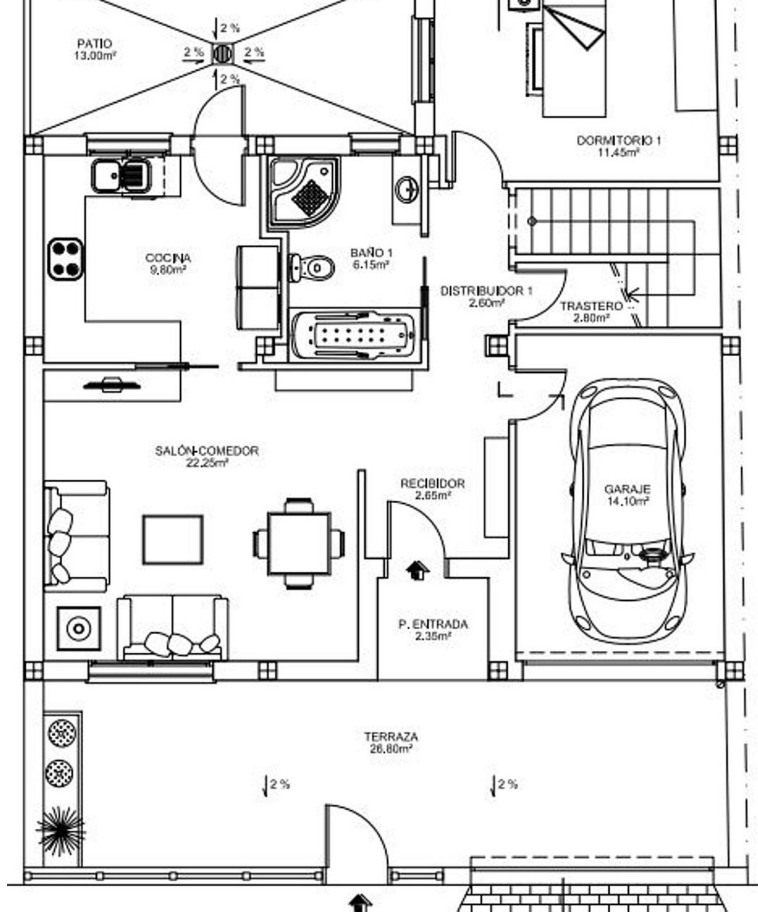 2 %
PATIO
13.00m²
2 %
2 %
2 %
DORMITORIO 1
11.45m²
COCINA
9.80m²
BAÑO 1
6.15m²
DISTRIBUIDOR 1
2.60m²
TRASTERO
2.80m²
SALÓN-COMEDOR
22.25m²
RECIBIDOR
2.65m²
GARAJE
14.10m²
P. ENTRADA
2.35m²
TERRAZA
26.80m²
2 %
2 %